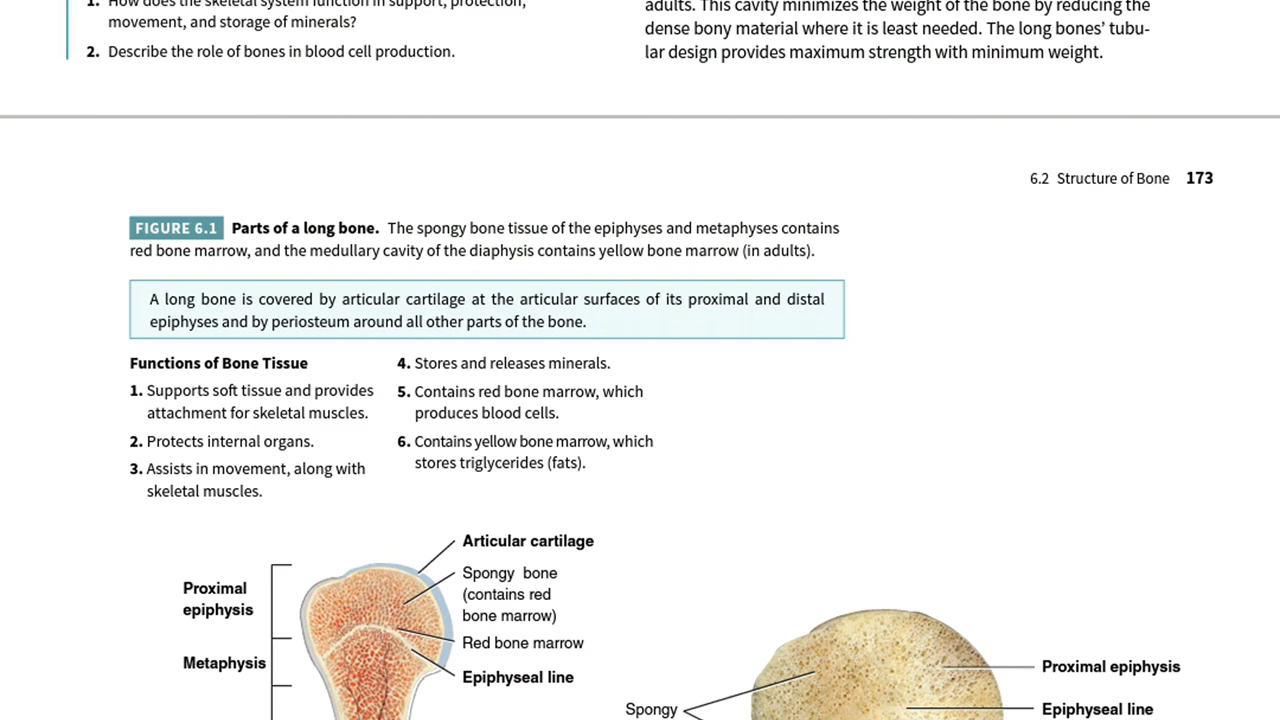 1. How does the skeletal system function in support, protection,
movement, and storage of minerals?
2. Describe the role of bones in blood cell production.
adults. This cavity minimizes the weight of the bone by reducing the
dense bony material where it is least needed. The long bones’ tubu-
lar design provides maximum strength with minimum weight.
6.2 Structure of Bone 173
FIGURE 6.1 Parts of a long bone. The spongy bone tissue of the epiphyses and metaphyses contains
red bone marrow, and the medullary cavity of the diaphysis contains yellow bone marrow (in adults).
A long bone is covered by articular cartilage at the articular surfaces of its proximal and distal
epiphyses and by periosteum around all other parts of the bone.
Functions of Bone Tissue
1. Supports soft tissue and provides
attachment for skeletal muscles.
2. Protects internal organs.
3. Assists in movement, along with
skeletal muscles.
4. Stores and releases minerals.
5. Contains red bone marrow, which
produces blood cells.
6. Contains yellow bone marrow, which
stores triglycerides (fats).
Proximal
epiphysis
Metaphysis
Articular cartilage
Spongy bone
(contains red
bone marrow)
Red bone marrow
Epiphyseal line
Spongy
Proximal epiphysis
Epiphyseal line